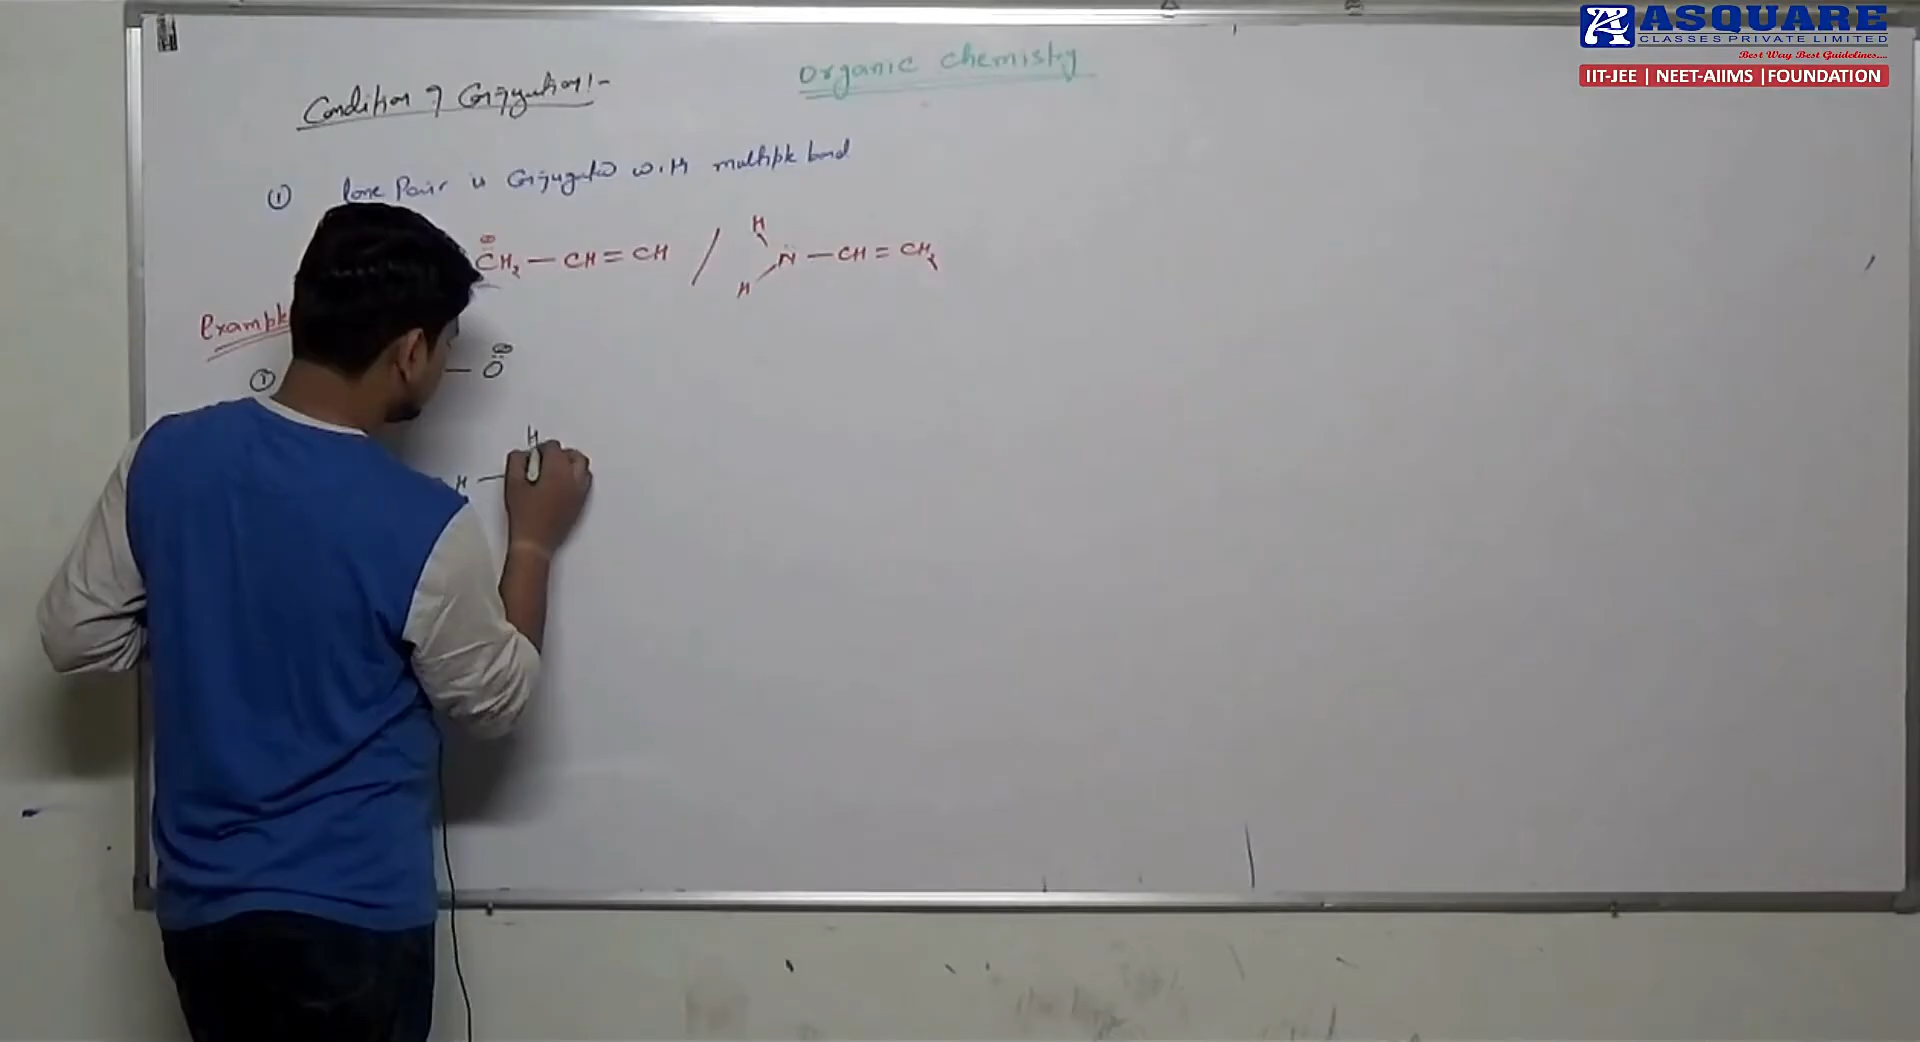 ASQUARE
CLASSES PRIVATE LIMITED
Best Way Best Guidelines....
IIT-JEE | NEET-AIIMS |FOUNDATION
Organic chemistry
Condition of Conjugation!-
① lone Pair is Conjugated with multiple bond
⊖
CH₂ — CH = CH / H H N̈ — CH = CH₂
Example
① — O ⊖
H
H —